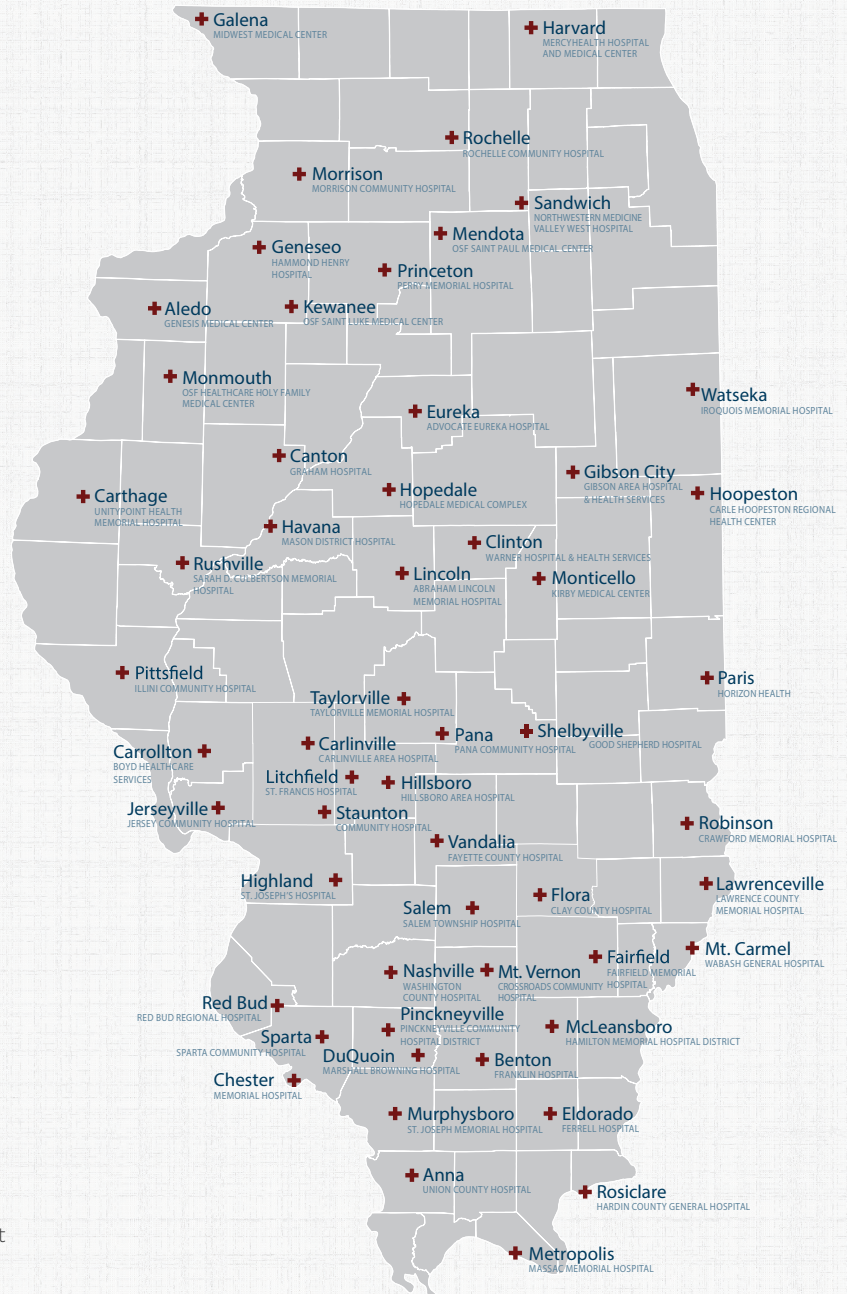 Galena
MIDWEST MEDICAL CENTER
Harvard
MERCYHEALTH HOSPITAL
AND MEDICAL CENTER
Rochelle
ROCHELLE COMMUNITY HOSPITAL
Morrison
MORRISON COMMUNITY HOSPITAL
Sandwich
NORTHWESTERN MEDICINE
VALLEY WEST HOSPITAL
Mendota
OSF SAINT PAUL MEDICAL CENTER
Geneseo
HAMMOND HENRY
HOSPITAL
Princeton
PERRY MEMORIAL HOSPITAL
Aledo
GENESIS MEDICAL CENTER
Kewanee
OSF SAINT LUKE MEDICAL CENTER
Monmouth
OSF HEALTHCARE HOLY FAMILY
MEDICAL CENTER
Watseka
IROQUOIS MEMORIAL HOSPITAL
Eureka
ADVOCATE EUREKA HOSPITAL
Canton
GRAHAM HOSPITAL
Gibson City
GIBSON AREA HOSPITAL
& HEALTH SERVICES
Carthage
UNITYPOINT HEALTH
MEMORIAL HOSPITAL
Hopedale
HOPEDALE MEDICAL COMPLEX
Hoopeston
CARLE HOOPESTON REGIONAL
HEALTH CENTER
Havana
MASON DISTRICT HOSPITAL
Clinton
WARNER HOSPITAL & HEALTH SERVICES
Rushville
SARAH D. CULBERTSON MEMORIAL
HOSPITAL
Lincoln
ABRAHAM LINCOLN
MEMORIAL HOSPITAL
Monticello
KIRBY MEDICAL CENTER
Pittsfield
ILLINI COMMUNITY HOSPITAL
Paris
HORIZON HEALTH
Taylorville
TAYLORVILLE MEMORIAL HOSPITAL
Carrollton
BOYD HEALTHCARE
SERVICES
Carlinville
CARLINVILLE AREA HOSPITAL
Pana
PANA COMMUNITY HOSPITAL
Shelbyville
GOOD SHEPHERD HOSPITAL
Litchfield
ST. FRANCIS HOSPITAL
Hillsboro
HILLSBORO AREA HOSPITAL
Jerseyville
JERSEY COMMUNITY HOSPITAL
Staunton
COMMUNITY HOSPITAL
Robinson
CRAWFORD MEMORIAL HOSPITAL
Vandalia
FAYETTE COUNTY HOSPITAL
Highland
ST. JOSEPH'S HOSPITAL
Flora
CLAY COUNTY HOSPITAL
Lawrenceville
LAWRENCE COUNTY
MEMORIAL HOSPITAL
Salem
SALEM TOWNSHIP HOSPITAL
Mt. Carmel
WABASH GENERAL HOSPITAL
Fairfield
FAIRFIELD MEMORIAL
HOSPITAL
Nashville
WASHINGTON
COUNTY HOSPITAL
Mt. Vernon
CROSSROADS COMMUNITY
HOSPITAL
Red Bud
RED BUD REGIONAL HOSPITAL
Pinckneyville
PINCKNEYVILLE COMMUNITY
HOSPITAL DISTRICT
McLeansboro
HAMILTON MEMORIAL HOSPITAL DISTRICT
Sparta
SPARTA COMMUNITY HOSPITAL
DuQuoin
MARSHALL BROWNING HOSPITAL
Benton
FRANKLIN HOSPITAL
Chester
MEMORIAL HOSPITAL
Murphysboro
ST. JOSEPH MEMORIAL HOSPITAL
Eldorado
FERRELL HOSPITAL
Anna
UNION COUNTY HOSPITAL
Rosiclare
HARDIN COUNTY GENERAL HOSPITAL
t
Metropolis
MASSAC MEMORIAL HOSPITAL